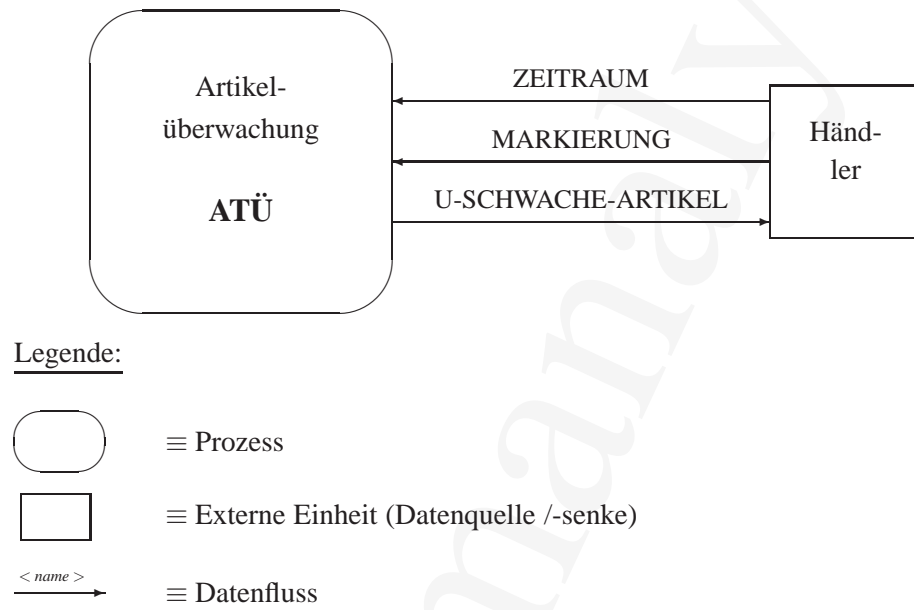 Artikel-
überwachung
ATÜ
ZEITRAUM
MARKIERUNG
U-SCHWACHE-ARTIKEL
Händ-
ler
Legende:
≡ Prozess
≡ Externe Einheit (Datenquelle /-senke)
< name >
≡ Datenfluss